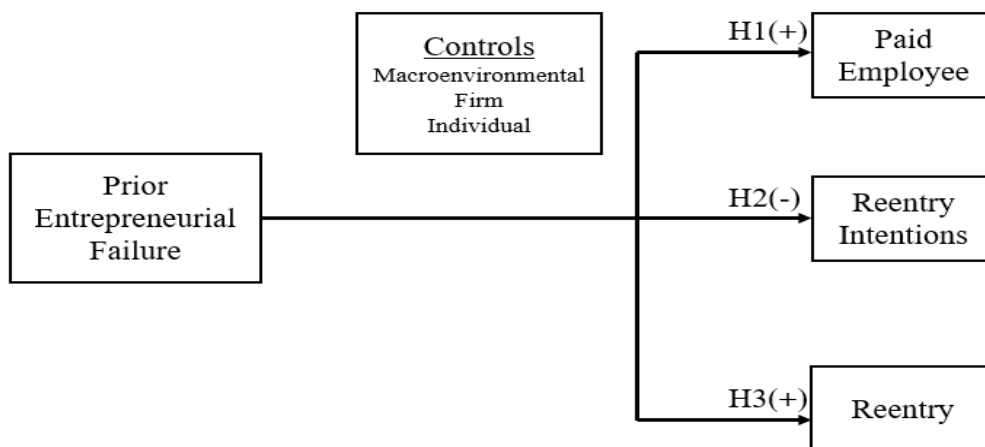 Controls
Macroenvironmental
Firm
Individual
Prior
Entrepreneurial
Failure
H1(+)
Paid
Employee
H2(-)
Reentry
Intentions
H3(+)
Reentry